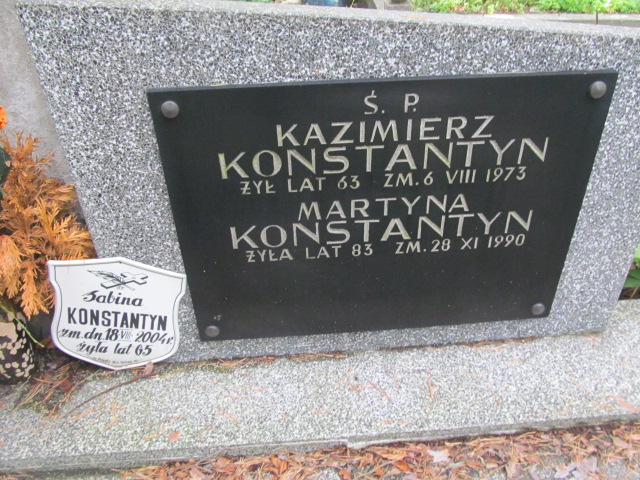 Ś. P.
KAZIMIERZ
KONSTANTYN
ŻYŁ LAT 63 ZM. 6 VIII 1973
MARTYNA
KONSTANTYN
ŻYŁA LAT 83 ZM. 28 XI 1990
Sabina
KONSTANTYN
zm. dn. 18 VIII 2004 r.
żyła lat 65